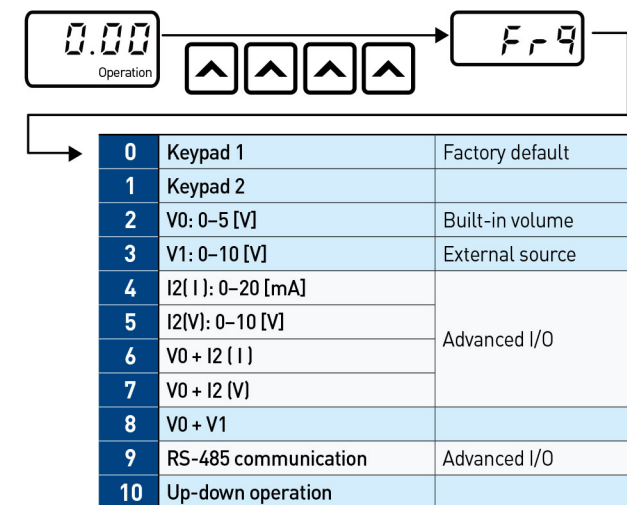 0.00
Operation
Frq
0 Keypad 1 Factory default
1 Keypad 2
2 V0: 0–5 [V] Built-in volume
3 V1: 0–10 [V] External source
4 I2( I ): 0–20 [mA]
5 I2(V): 0–10 [V]
Advanced I/O
6 V0 + I2 ( I )
7 V0 + I2 (V)
8 V0 + V1
9 RS-485 communication Advanced I/O
10 Up-down operation